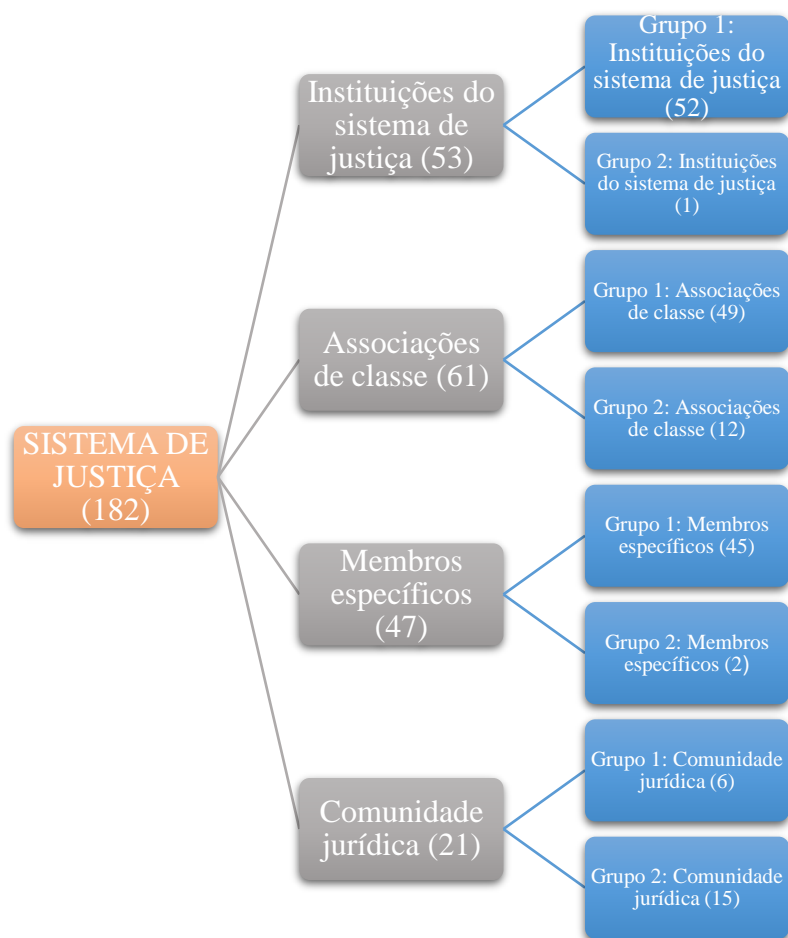 SISTEMA DE
JUSTIÇA
(182)
Instituições do
sistema de
justiça (53)
Grupo 1:
Instituições do
sistema de justiça
(52)
Grupo 2: Instituições
do sistema de justiça
(1)
Associações
de classe (61)
Grupo 1: Associações
de classe (49)
Grupo 2: Associações
de classe (12)
Membros
específicos
(47)
Grupo 1: Membros
específicos (45)
Grupo 2: Membros
específicos (2)
Comunidade
jurídica (21)
Grupo 1: Comunidade
jurídica (6)
Grupo 2: Comunidade
jurídica (15)